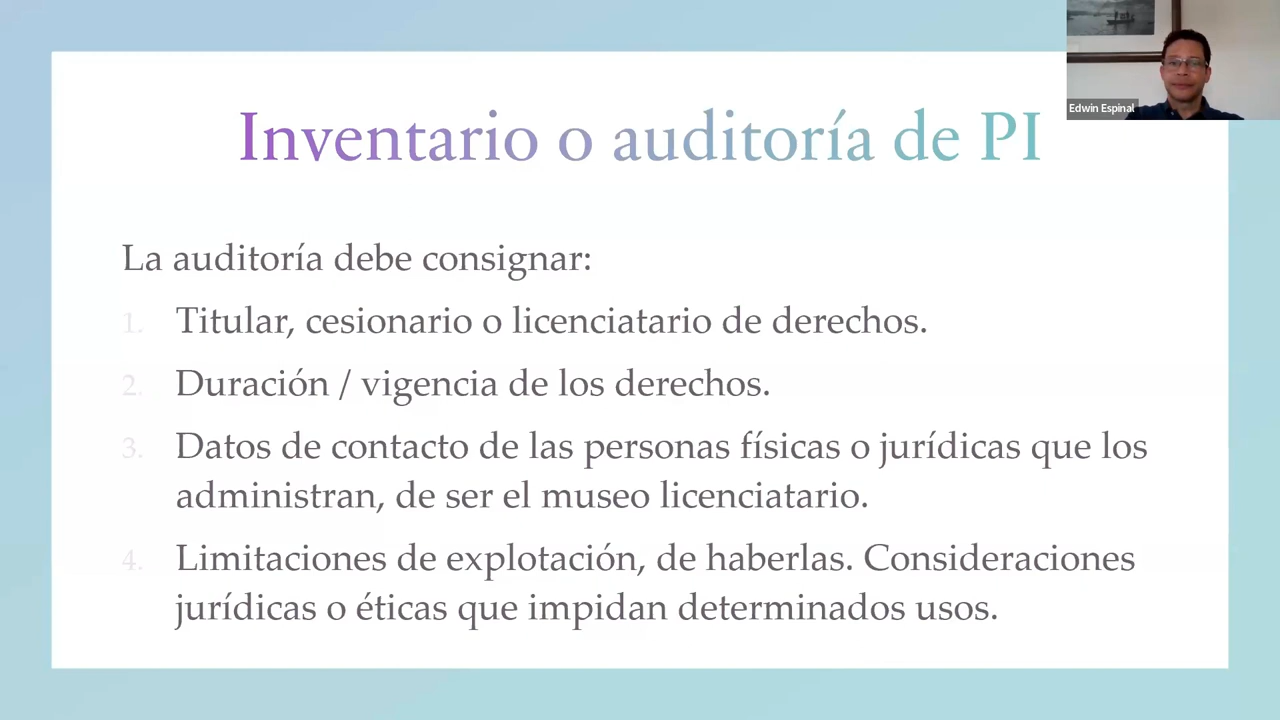 Inventario o auditoría de PI
Edwin Espinal
La auditoría debe consignar:
1. Titular, cesionario o licenciatario de derechos.
2. Duración / vigencia de los derechos.
3. Datos de contacto de las personas físicas o jurídicas que los
administran, de ser el museo licenciatario.
4. Limitaciones de explotación, de haberlas. Consideraciones
jurídicas o éticas que impidan determinados usos.